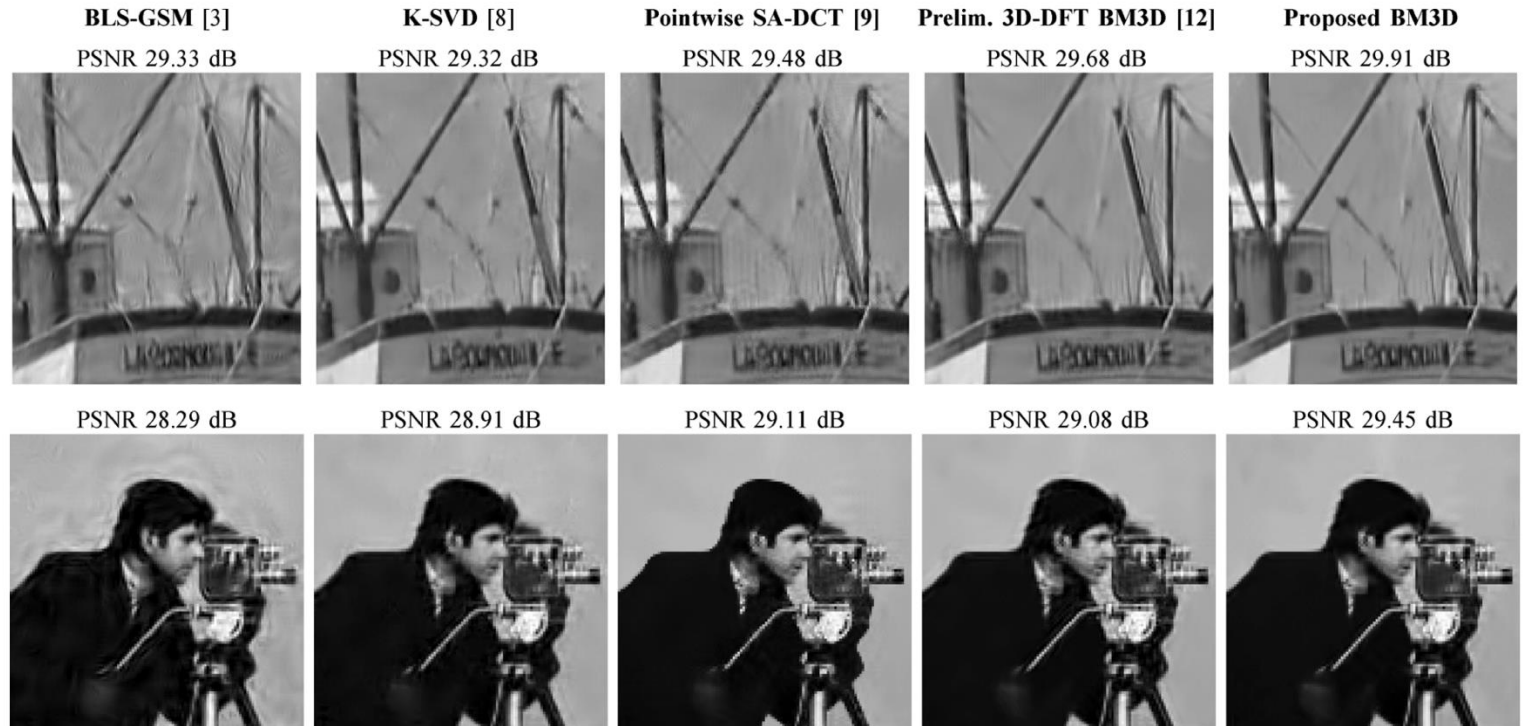 BLS-GSM [3] K-SVD [8] Pointwise SA-DCT [9] Prelim. 3D-DFT BM3D [12] Proposed BM3D
PSNR 29.33 dB PSNR 29.32 dB PSNR 29.48 dB PSNR 29.68 dB PSNR 29.91 dB
PSNR 28.29 dB PSNR 28.91 dB PSNR 29.11 dB PSNR 29.08 dB PSNR 29.45 dB